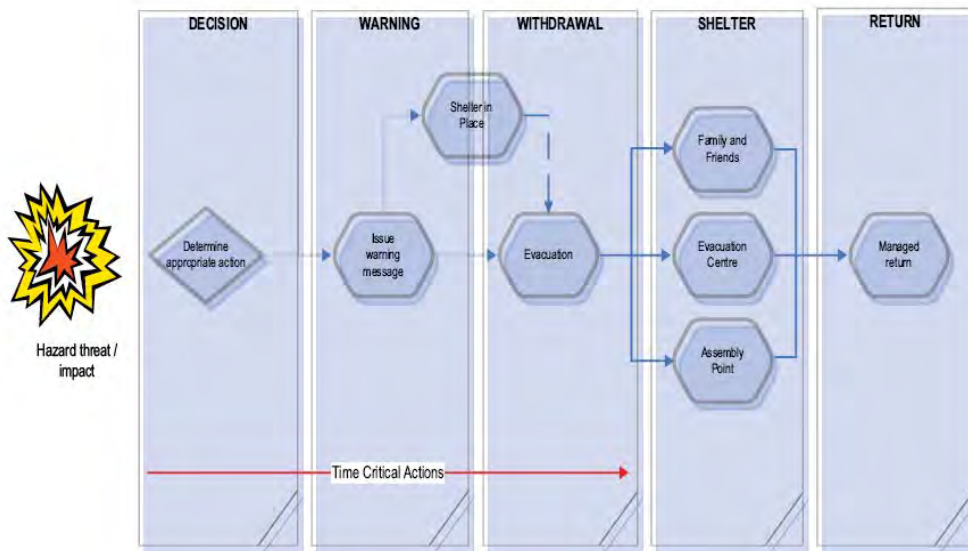 DECISION
WARNING
WITHDRAWAL
SHELTER
RETURN
Shelter in
Place
Family and
Friends
Hazard threat /
impact
Determine
appropriate action
Issue
warning
message
Evacuation
Evacuation
Centre
Managed
return
Assembly
Point
Time Critical Actions